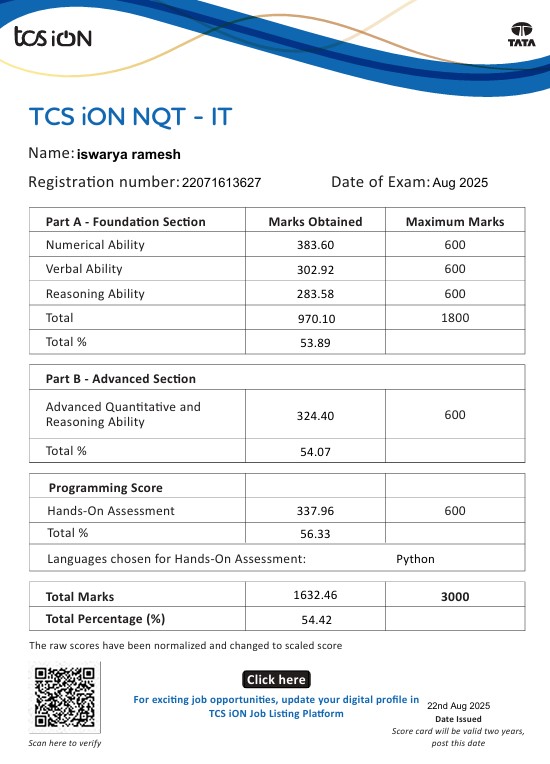 tcs iON
TATA
TCS iON NQT - IT
Name: iswarya ramesh
Registration number: 22071613627 Date of Exam: Aug 2025
Part A - Foundation Section Marks Obtained Maximum Marks
Numerical Ability 383.60 600
Verbal Ability 302.92 600
Reasoning Ability 283.58 600
Total 970.10 1800
Total % 53.89
Part B - Advanced Section
Advanced Quantitative and
Reasoning Ability 324.40 600
Total % 54.07
Programming Score
Hands-On Assessment 337.96 600
Total % 56.33
Languages chosen for Hands-On Assessment: Python
Total Marks 1632.46 3000
Total Percentage (%) 54.42
The raw scores have been normalized and changed to scaled score
Click here
For exciting job opportunities, update your digital profile in
TCS iON Job Listing Platform
22nd Aug 2025
Date Issued
Score card will be valid two years,
post this date
Scan here to verify